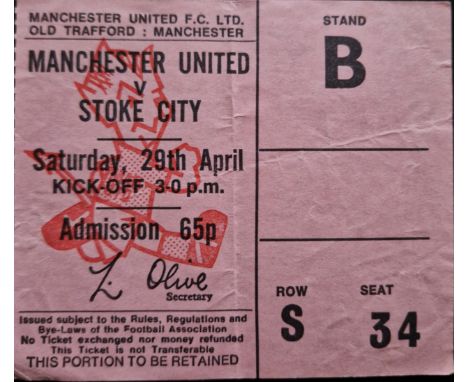 MANCHESTER UNITED F.C. LTD.
OLD TRAFFORD : MANCHESTER
MANCHESTER UNITED
v
STOKE CITY
Saturday, 29th April
KICK-OFF 3-0 p.m.
Admission 65p
L. Olive
Secretary
Issued subject to the Rules, Regulations and
Bye-Laws of the Football Association
No Ticket exchanged nor money refunded
This Ticket is not Transferable
THIS PORTION TO BE RETAINED
STAND
B
ROW SEAT
S 34